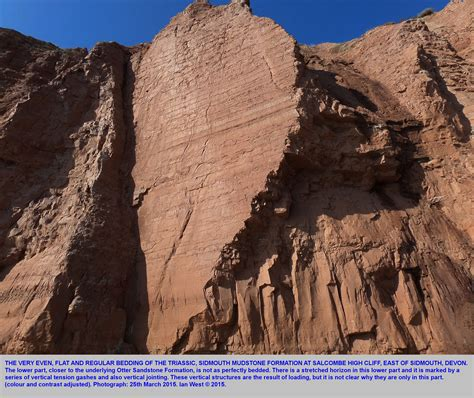 THE VERY EVEN, FLAT AND REGULAR BEDDING OF THE TRIASSIC, SIDMOUTH MUDSTONE FORMATION AT SALCOMBE HIGH CLIFF, EAST OF SIDMOUTH, DEVON.
The lower part, closer to the underlying Otter Sandstone Formation, is not as perfectly bedded. There is a stretched horizon in this lower part and it is marked by a
series of vertical tension gashes and also vertical jointing. These vertical structures are the result of loading, but it is not clear why they are only in this part.
(colour and contrast adjusted). Photograph: 25th March 2015. Ian West © 2015.